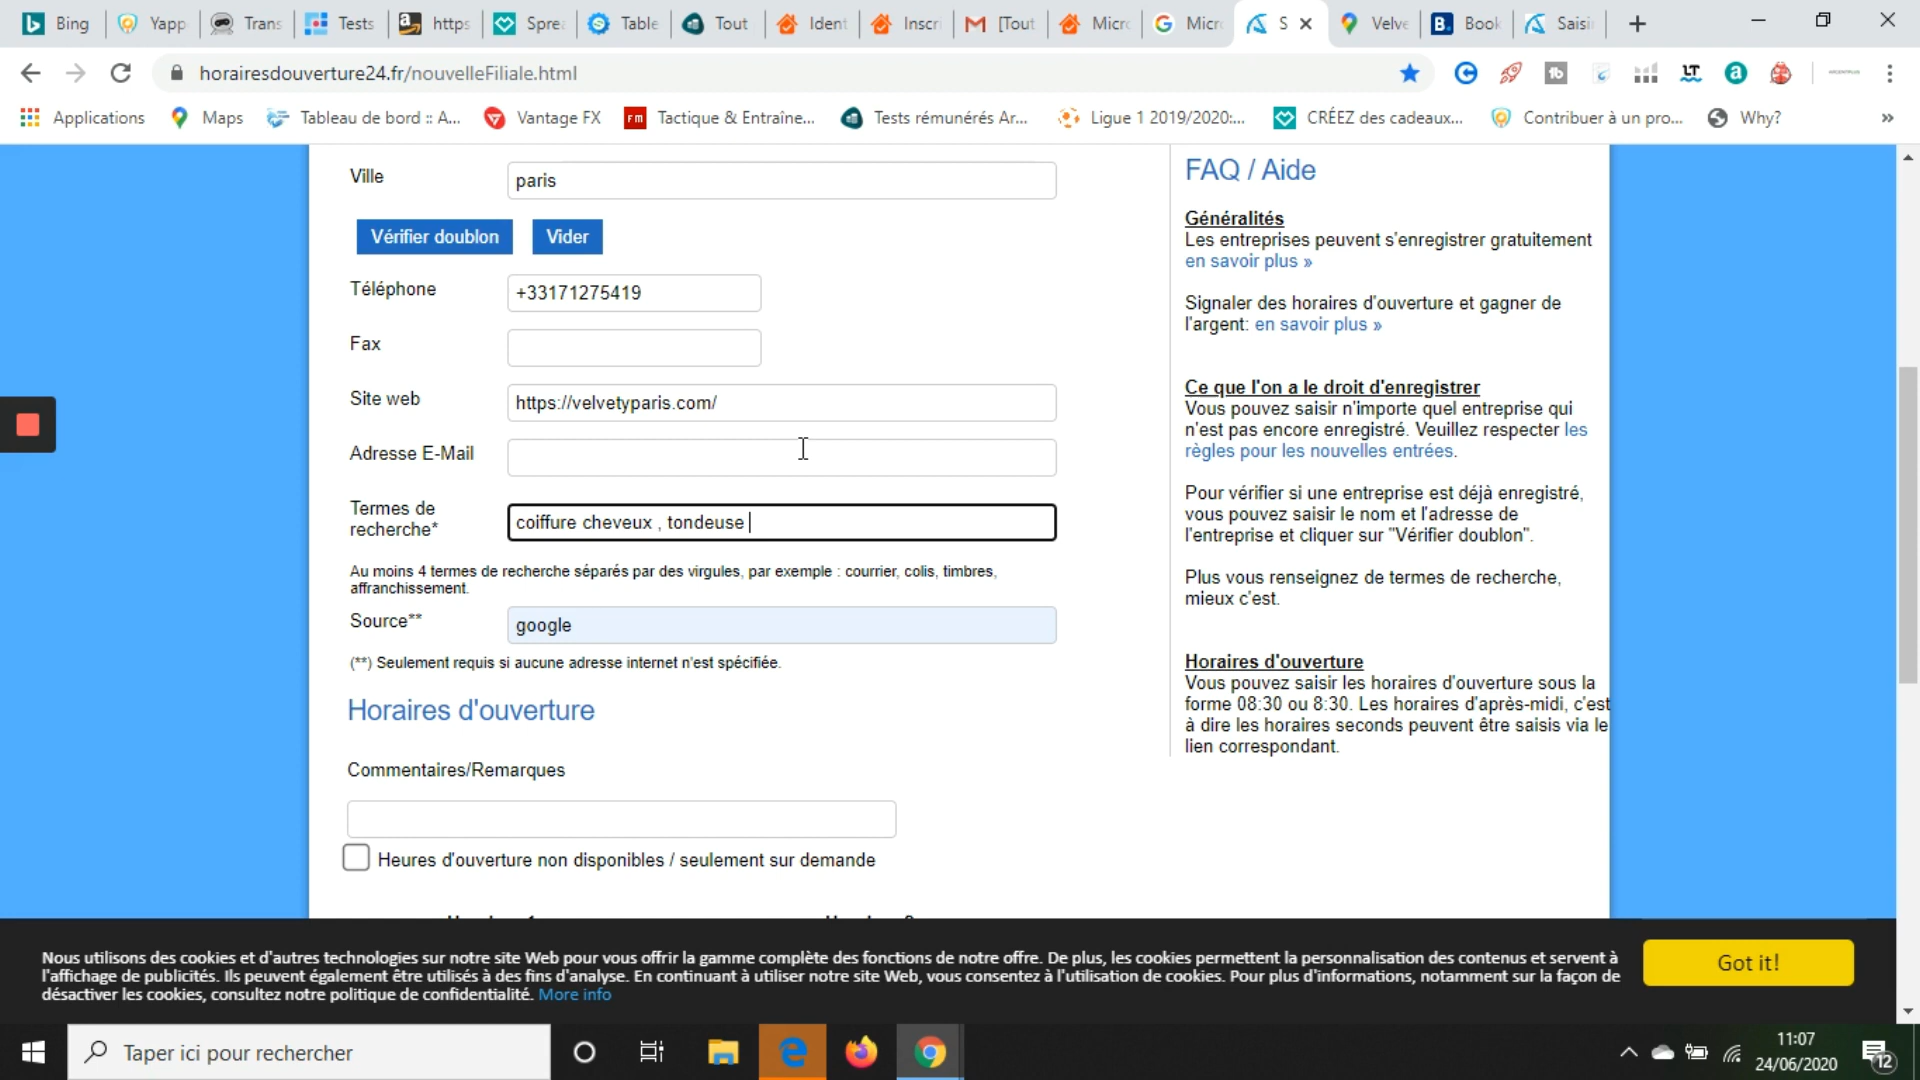 Bing
Yapp
Trans
Tests
https
Spre
Table
Tout
Ident
Inscri
[Tout
Micro
Micro
S
Velve
Book
Saisi
horairesdouverture24.fr/nouvelleFiliale.html
Applications
Maps
Tableau de bord :: A...
Vantage FX
Tactique & Entraîne...
Tests rémunérés Ar...
Ligue 1 2019/2020:...
CRÉEZ des cadeaux...
Contribuer à un pro...
Why?
»
Ville
paris
Vérifier doublon
Vider
Téléphone
+33171275419
Fax
Site web
https://velvetyparis.com/
Adresse E-Mail
Termes de
recherche*
coiffure cheveux , tondeuse
Au moins 4 termes de recherche séparés par des virgules, par exemple : courrier, colis, timbres,
affranchissement.
Source**
google
(**) Seulement requis si aucune adresse internet n'est spécifiée.
Horaires d'ouverture
Commentaires/Remarques
Heures d'ouverture non disponibles / seulement sur demande
FAQ / Aide
Généralités
Les entreprises peuvent s'enregistrer gratuitement
en savoir plus »
Signaler des horaires d'ouverture et gagner de
l'argent: en savoir plus »
Ce que l'on a le droit d'enregistrer
Vous pouvez saisir n'importe quel entreprise qui
n'est pas encore enregistré. Veuillez respecter les
règles pour les nouvelles entrées.
Pour vérifier si une entreprise est déjà enregistré,
vous pouvez saisir le nom et l'adresse de
l'entreprise et cliquer sur "Vérifier doublon".
Plus vous renseignez de termes de recherche,
mieux c'est.
Horaires d'ouverture
Vous pouvez saisir les horaires d'ouverture sous la
forme 08:30 ou 8:30. Les horaires d'après-midi, c'est
à dire les horaires seconds peuvent être saisis via le
lien correspondant.
Nous utilisons des cookies et d'autres technologies sur notre site Web pour vous offrir la gamme complète des fonctions de notre offre. De plus, les cookies permettent la personnalisation des contenus et servent à
l'affichage de publicités. Ils peuvent également être utilisés à des fins d'analyse. En continuant à utiliser notre site Web, vous consentez à l'utilisation de cookies. Pour plus d'informations, notamment sur la façon de
désactiver les cookies, consultez notre politique de confidentialité. More info
Got it!
Taper ici pour rechercher
11:07
24/06/2020
12